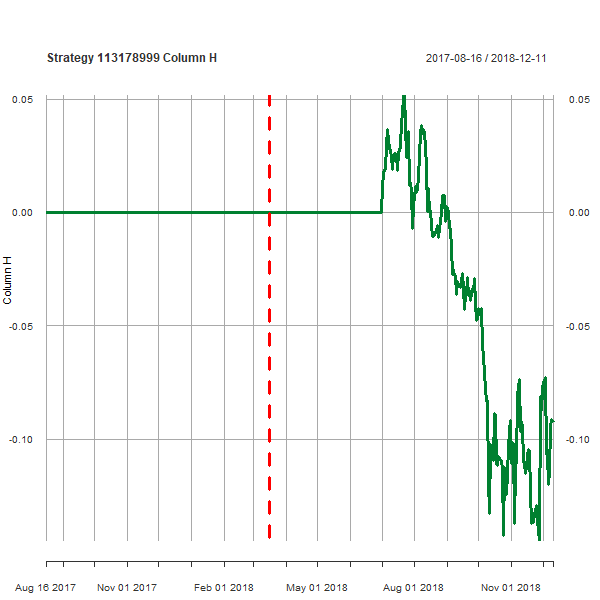 Strategy 113178999 Column H
2017-08-16 / 2018-12-11
0.05
0.05
0.00
0.00
-0.05
-0.05
-0.10
-0.10
Column H
Aug 16 2017
Nov 01 2017
Feb 01 2018
May 01 2018
Aug 01 2018
Nov 01 2018